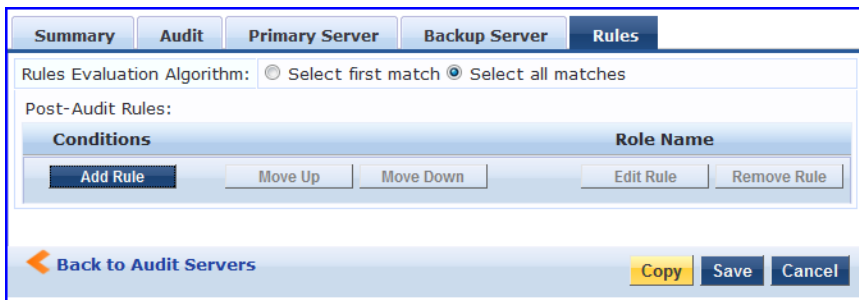 Summary Audit Primary Server Backup Server Rules
Rules Evaluation Algorithm: Select first match Select all matches
Post-Audit Rules:
Conditions Role Name
Add Rule Move Up Move Down Edit Rule Remove Rule
Back to Audit Servers Copy Save Cancel